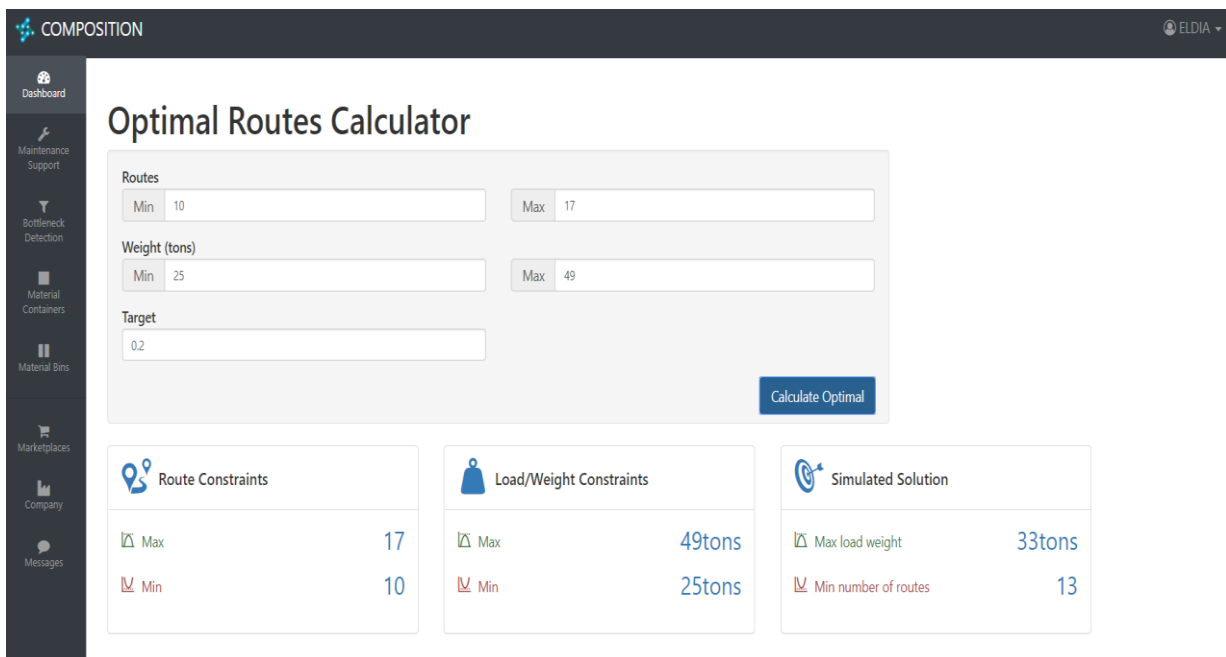 COMPOSITION
ELDIA
Dashboard
Maintenance
Support
Bottleneck
Detection
Material
Containers
Material Bins
Marketplaces
Company
Messages
Optimal Routes Calculator
Routes
Min 10 Max 17
Weight (tons)
Min 25 Max 49
Target
0.2
Calculate Optimal
Route Constraints
Max 17
Min 10
Load/Weight Constraints
Max 49tons
Min 25tons
Simulated Solution
Max load weight 33tons
Min number of routes 13